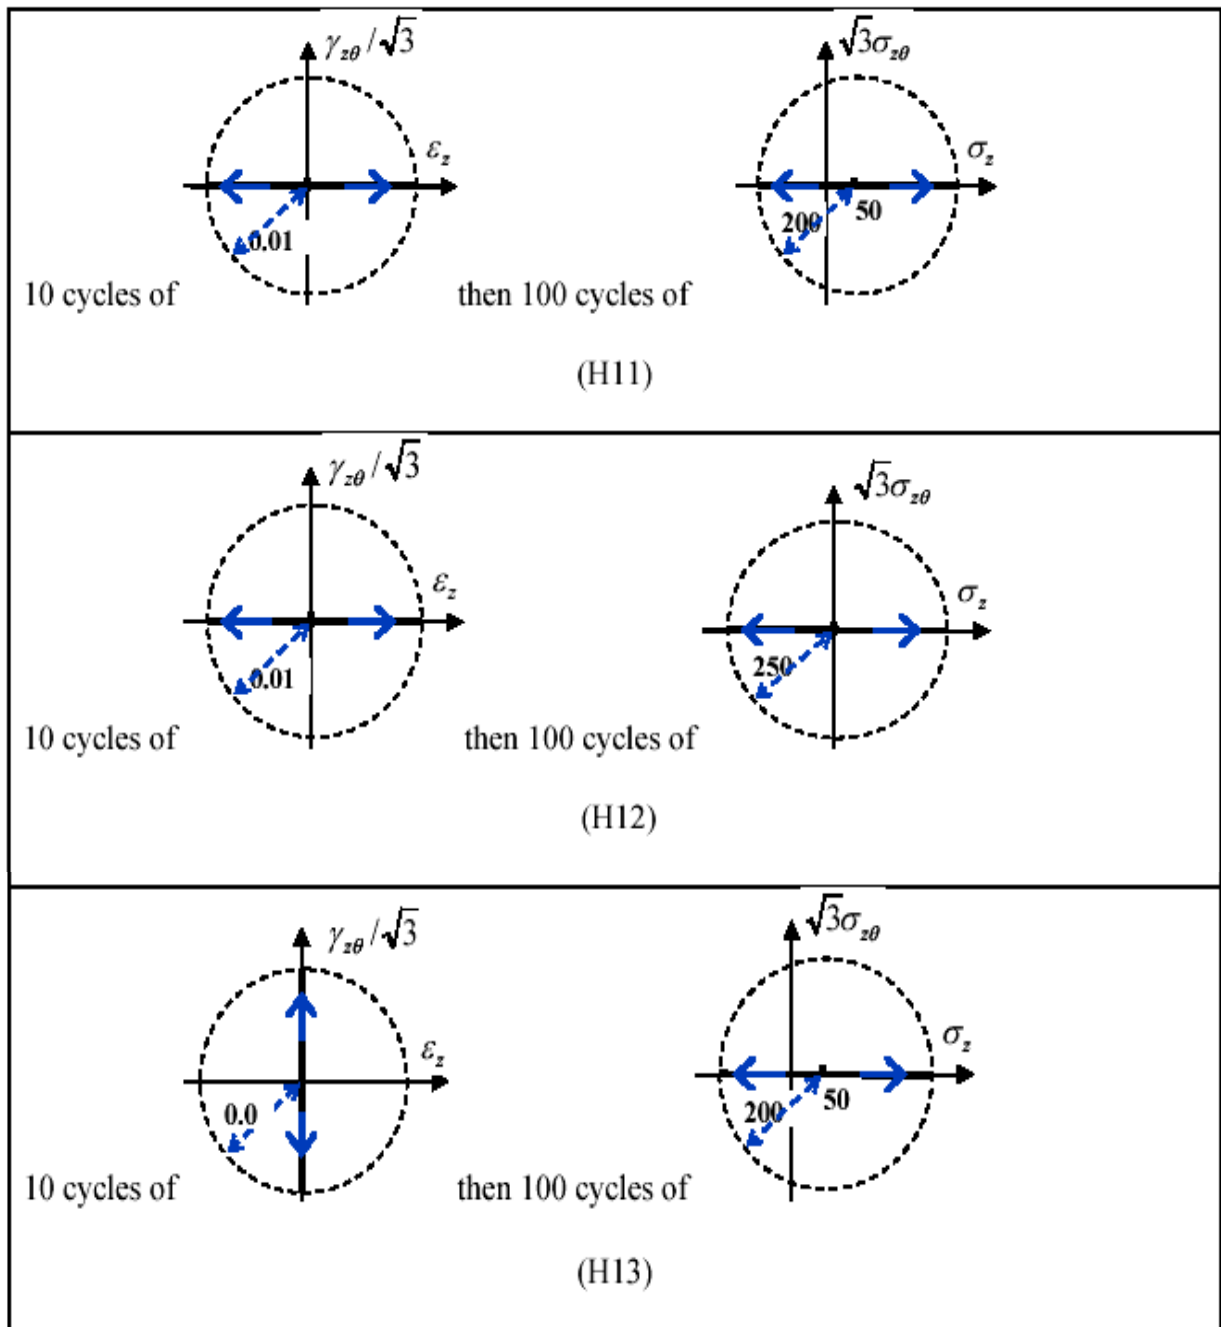 γzθ /√3
√3σzθ
εz
σz
0.01
200
50
10 cycles of
then 100 cycles of
(H11)
γzθ /√3
√3σzθ
εz
σz
0.01
250
10 cycles of
then 100 cycles of
(H12)
γzθ /√3
√3σzθ
εz
σz
0.0
200
50
10 cycles of
then 100 cycles of
(H13)